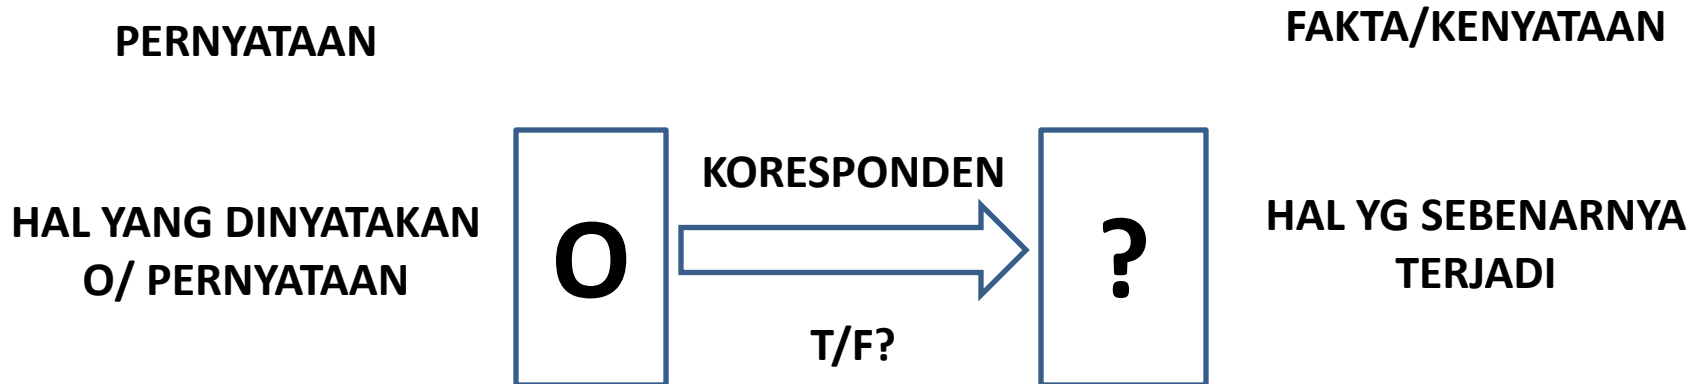 PERNYATAAN
FAKTA/KENYATAAN
HAL YANG DINYATAKAN
O/ PERNYATAAN
O
KORESPONDEN
T/F?
?
HAL YG SEBENARNYA
TERJADI